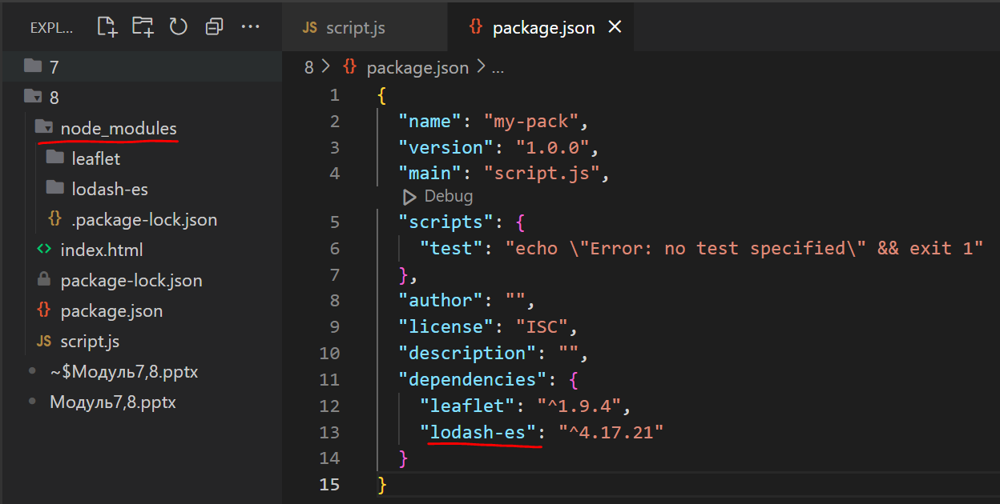 EXPL...
7
8
node_modules
leaflet
lodash-es
{} .package-lock.json
<> index.html
package-lock.json
{} package.json
JS script.js
~$Модуль7,8.pptx
Модуль7,8.pptx
JS script.js
{} package.json ×
8 > {} package.json > ...
1 {
2 "name": "my-pack",
3 "version": "1.0.0",
4 "main": "script.js",
Debug
5 "scripts": {
6 "test": "echo \"Error: no test specified\" && exit 1"
7 },
8 "author": "",
9 "license": "ISC",
10 "description": "",
11 "dependencies": {
12 "leaflet": "^1.9.4",
13 "lodash-es": "^4.17.21"
14 }
15 }